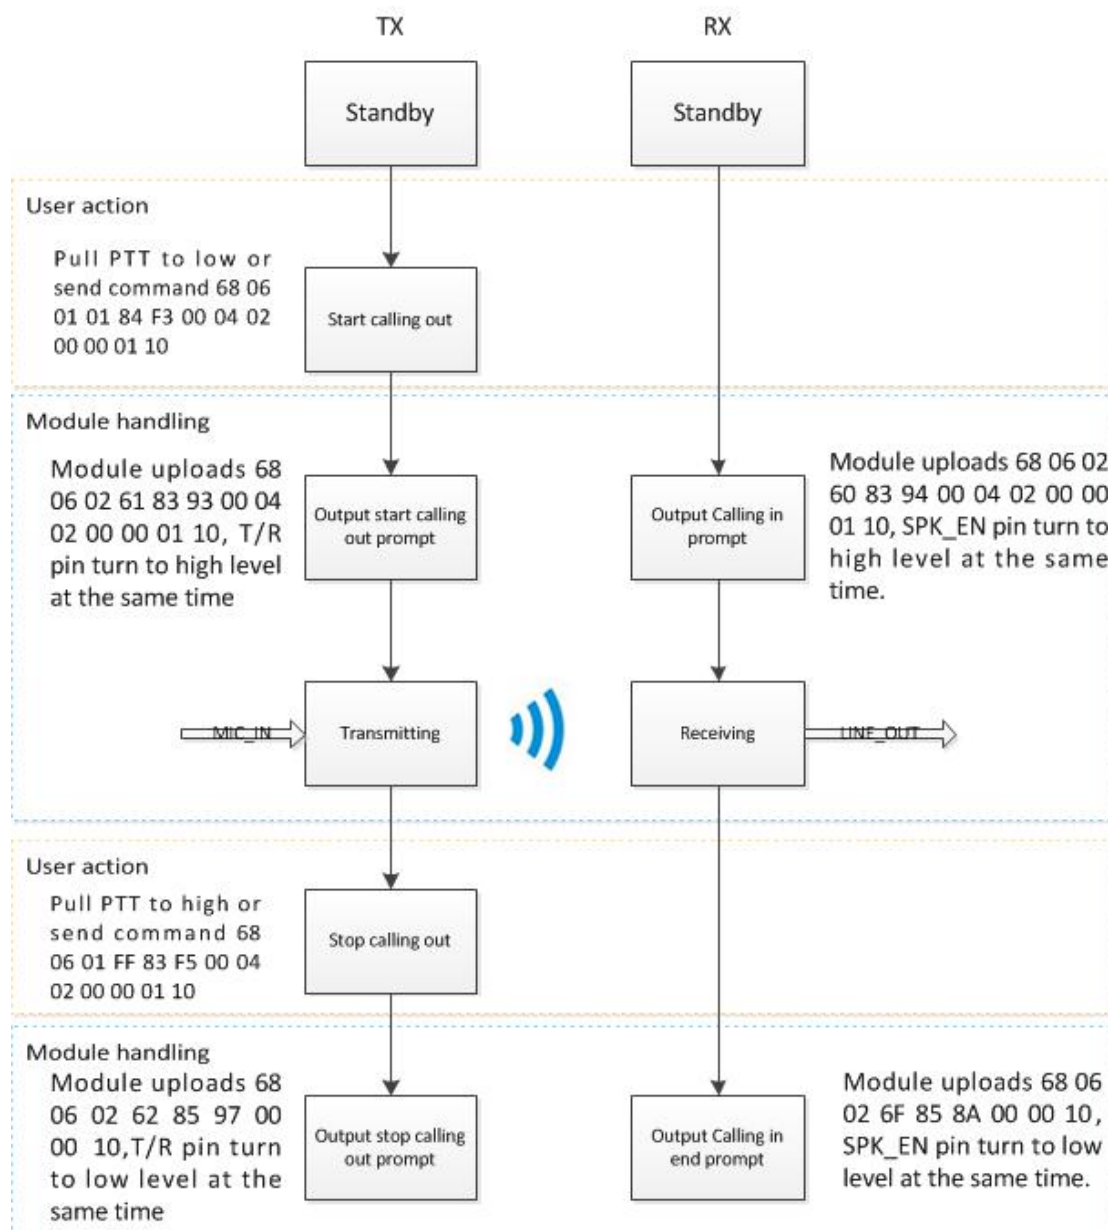 TX
RX
Standby
Standby
User action
Pull PTT to low or
send command 68 06
01 01 84 F3 00 04 02
00 00 01 10
Start calling out
Module handling
Module uploads 68
06 02 61 83 93 00 04
02 00 00 01 10, T/R
pin turn to high level
at the same time
Output start calling
out prompt
Output Calling in
prompt
Module uploads 68 06 02
60 83 94 00 04 02 00 00
01 10, SPK_EN pin turn to
high level at the same
time.
MIC_IN
Transmitting
Receiving
LINE_OUT
User action
Pull PTT to high or
send command 68
06 01 FF 83 F5 00 04
02 00 00 01 10
Stop calling out
Module handling
Module uploads 68
06 02 62 85 97 00
00 10,T/R pin turn
to low level at the
same time
Output stop calling
out prompt
Output Calling in
end prompt
Module uploads 68 06
02 6F 85 8A 00 00 10,
SPK_EN pin turn to low
level at the same time.